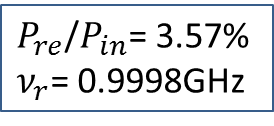 P_re/P_in= 3.57%
ν_r= 0.9998GHz